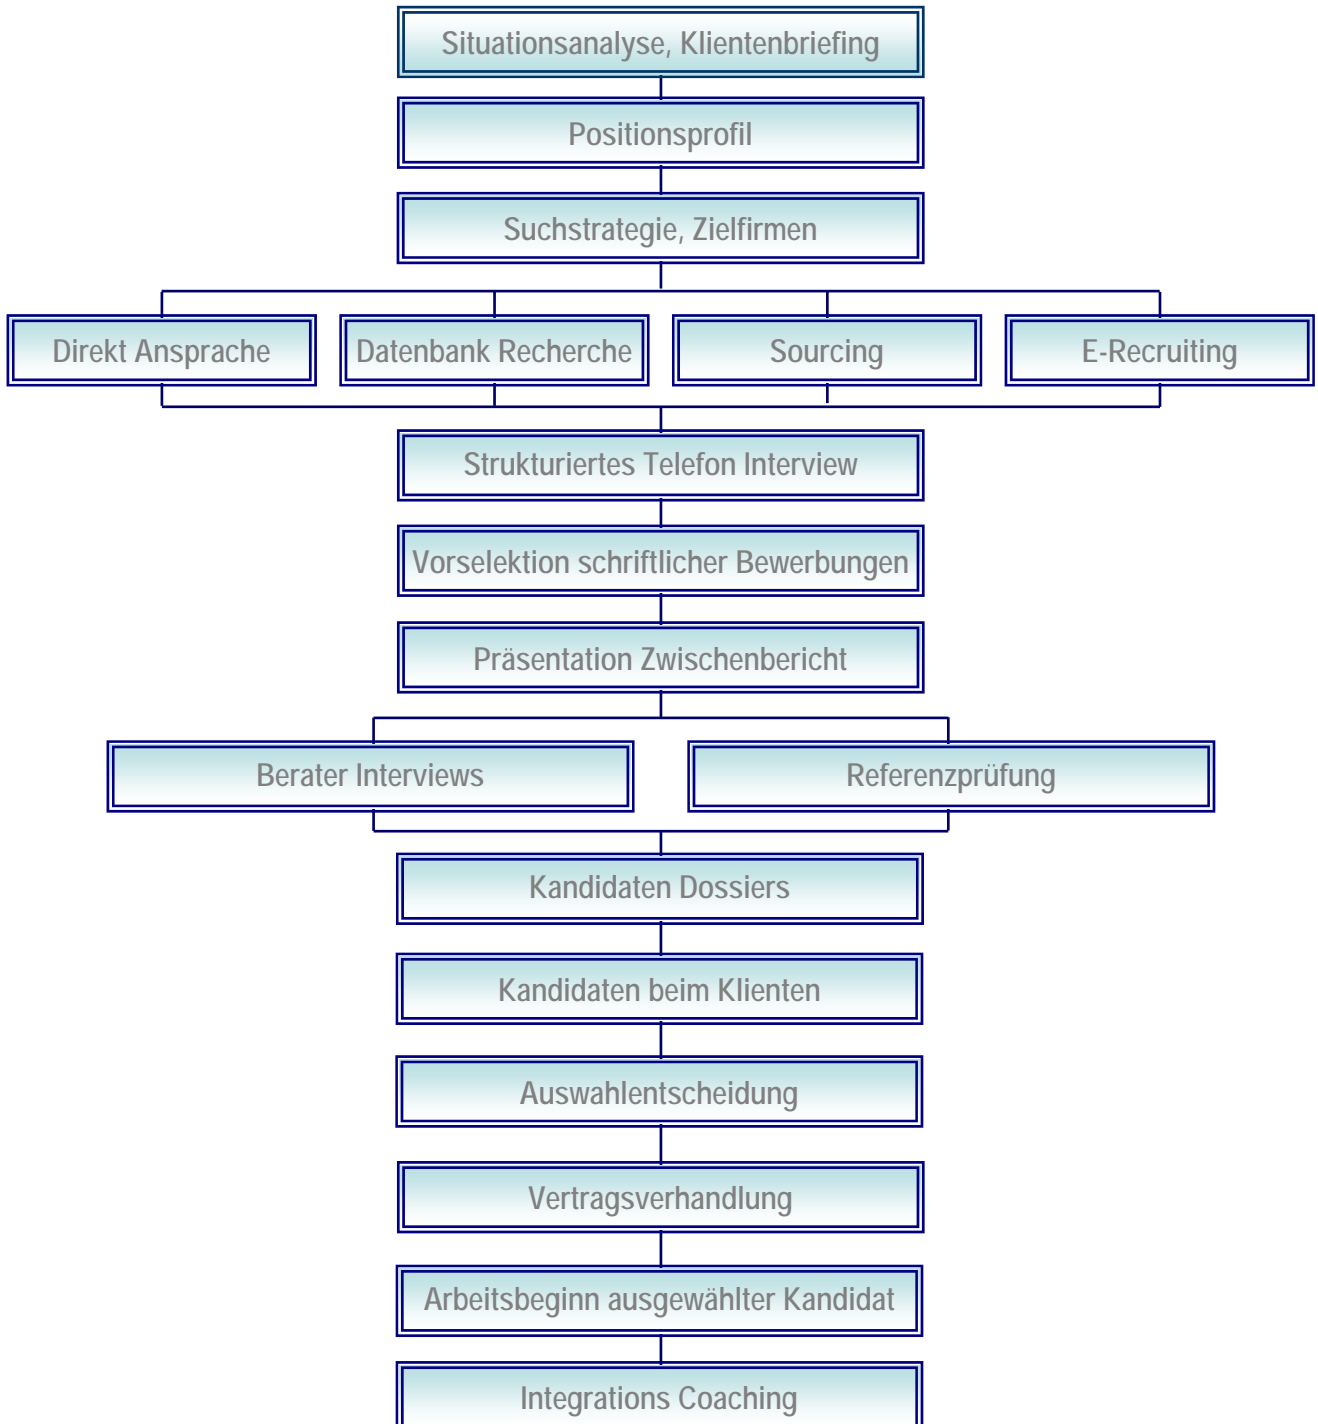 Situationsanalyse, Klientenbriefing
Positionsprofil
Suchstrategie, Zielfirmen
Direkt Ansprache
Datenbank Recherche
Sourcing
E-Recruiting
Strukturiertes Telefon Interview
Vorselektion schriftlicher Bewerbungen
Präsentation Zwischenbericht
Berater Interviews
Referenzprüfung
Kandidaten Dossiers
Kandidaten beim Klienten
Auswahlentscheidung
Vertragsverhandlung
Arbeitsbeginn ausgewählter Kandidat
Integrations Coaching